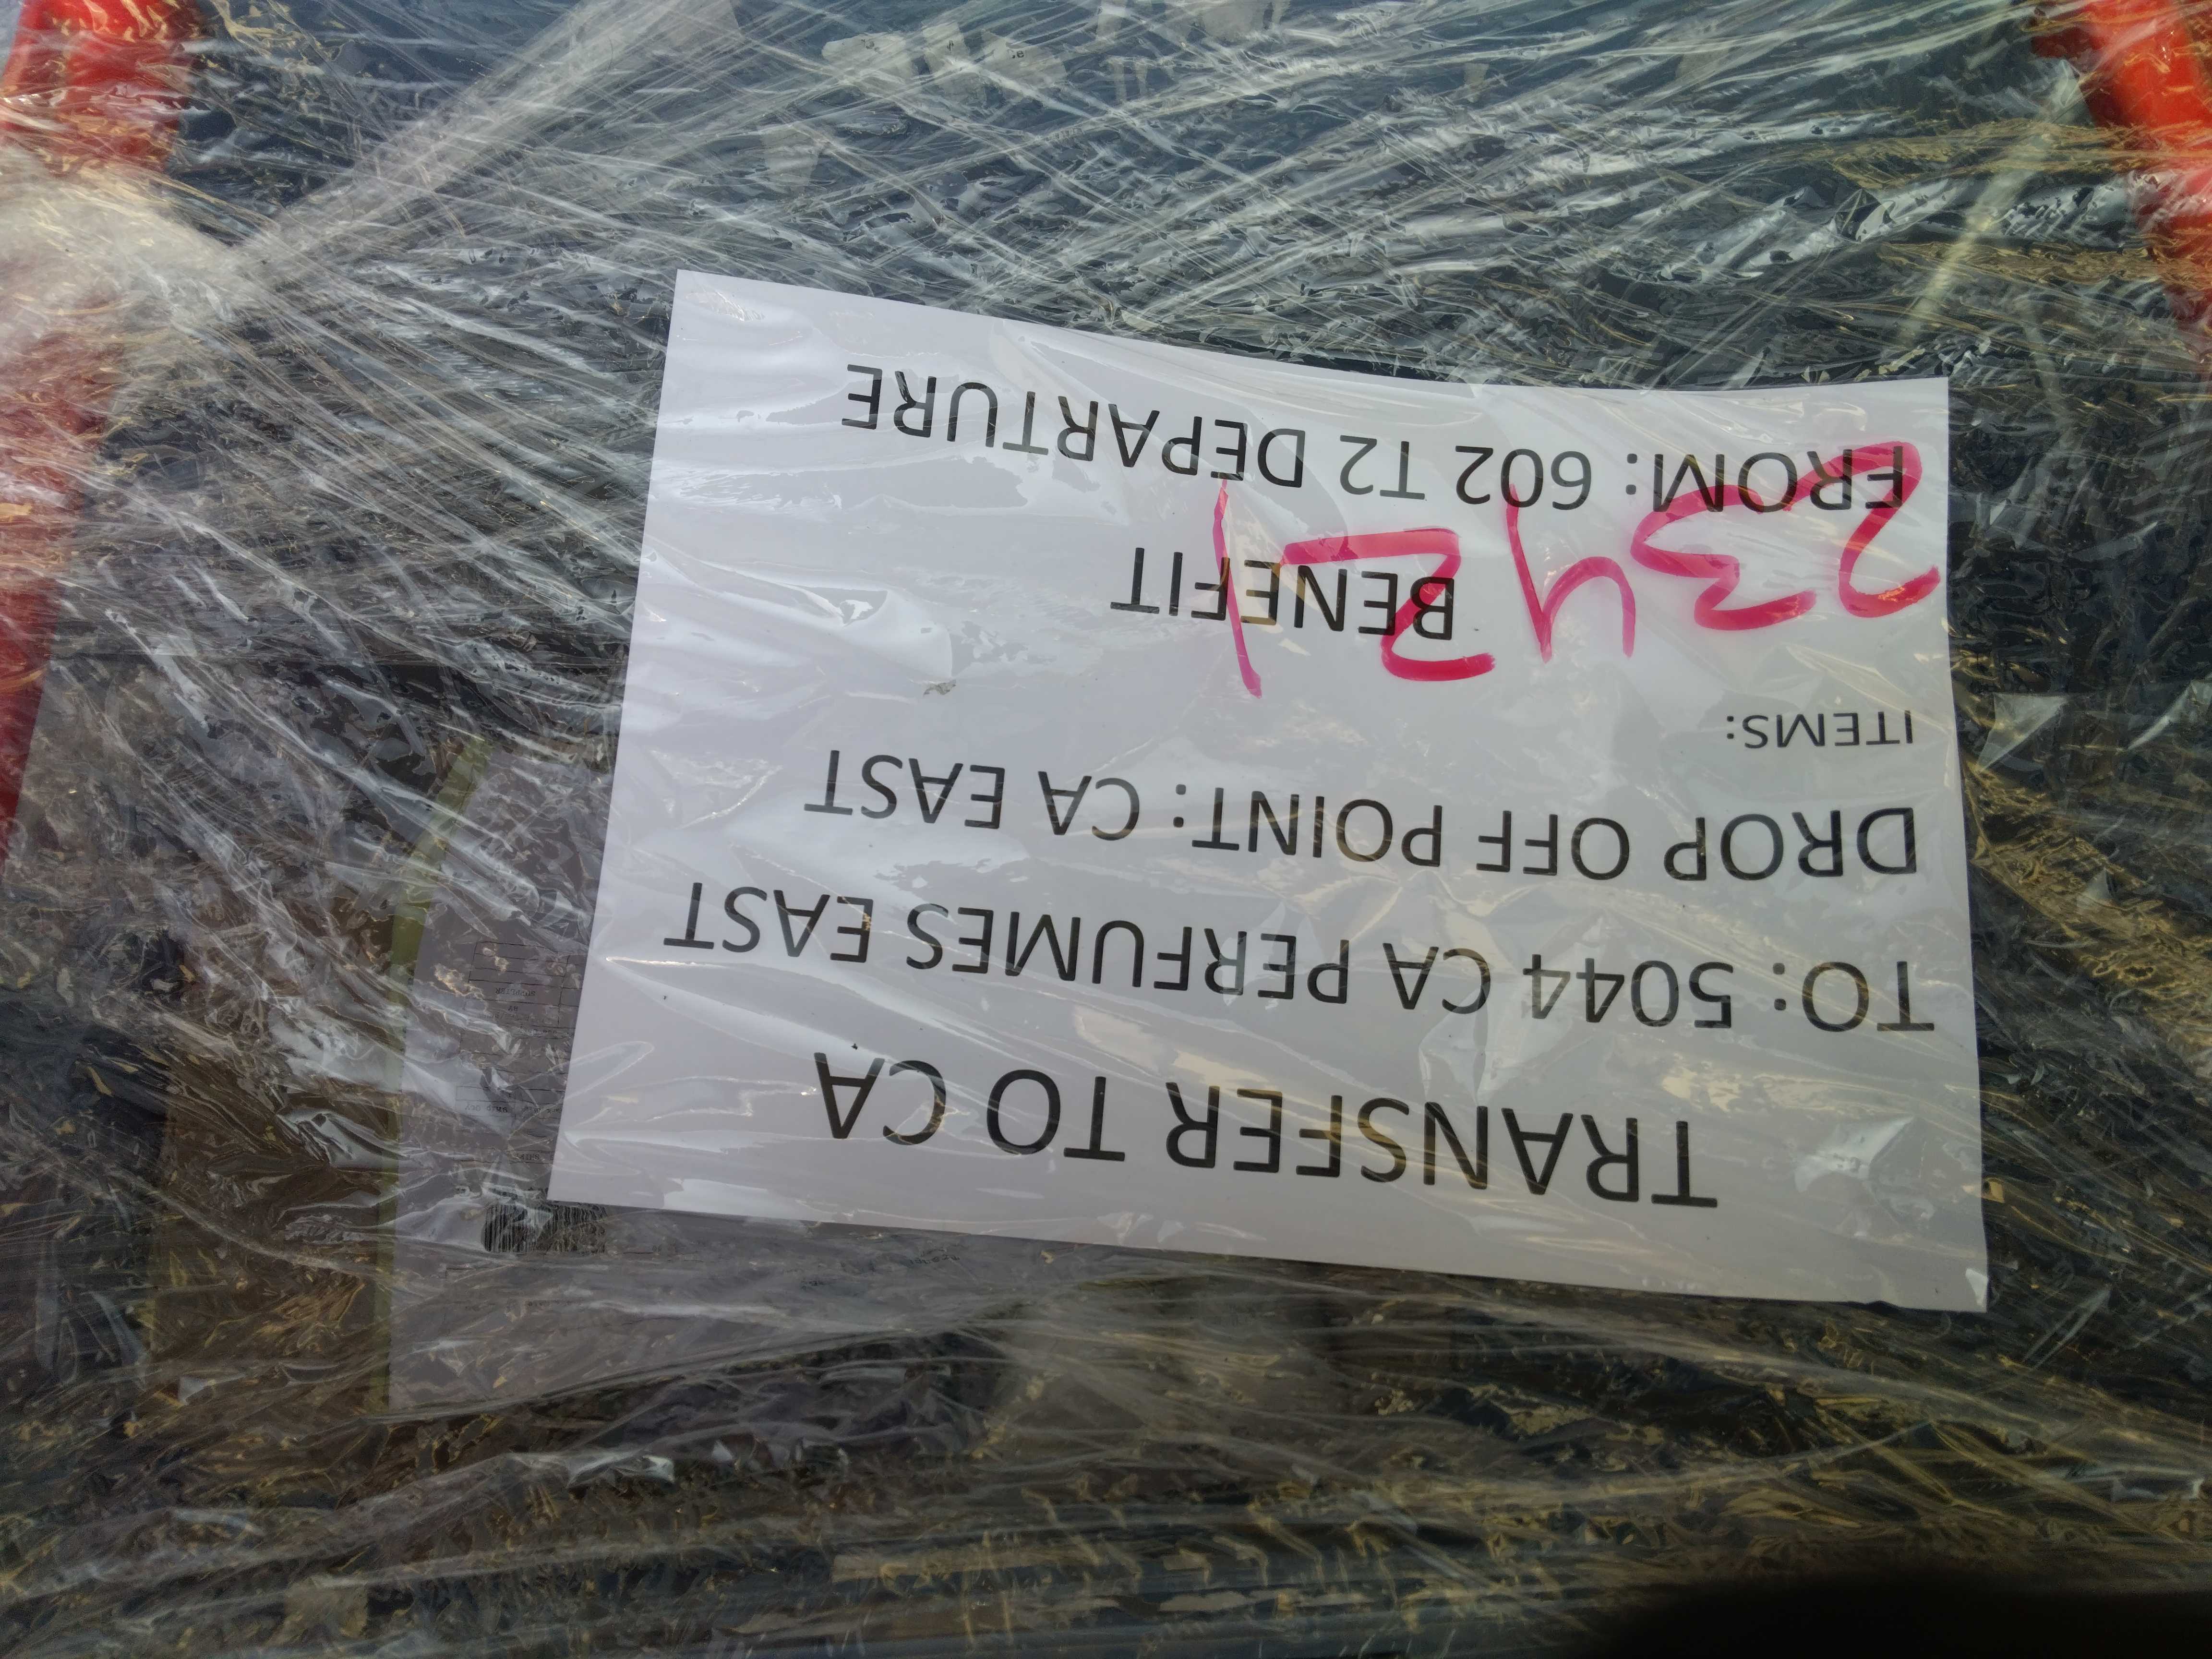 TRANSFER TO CA
TO: 5044 CA PERFUMES EAST
DROP OFF POINT: CA EAST
ITEMS:
BENEFIT
23421
FROM: 602 T2 DEPARTURE